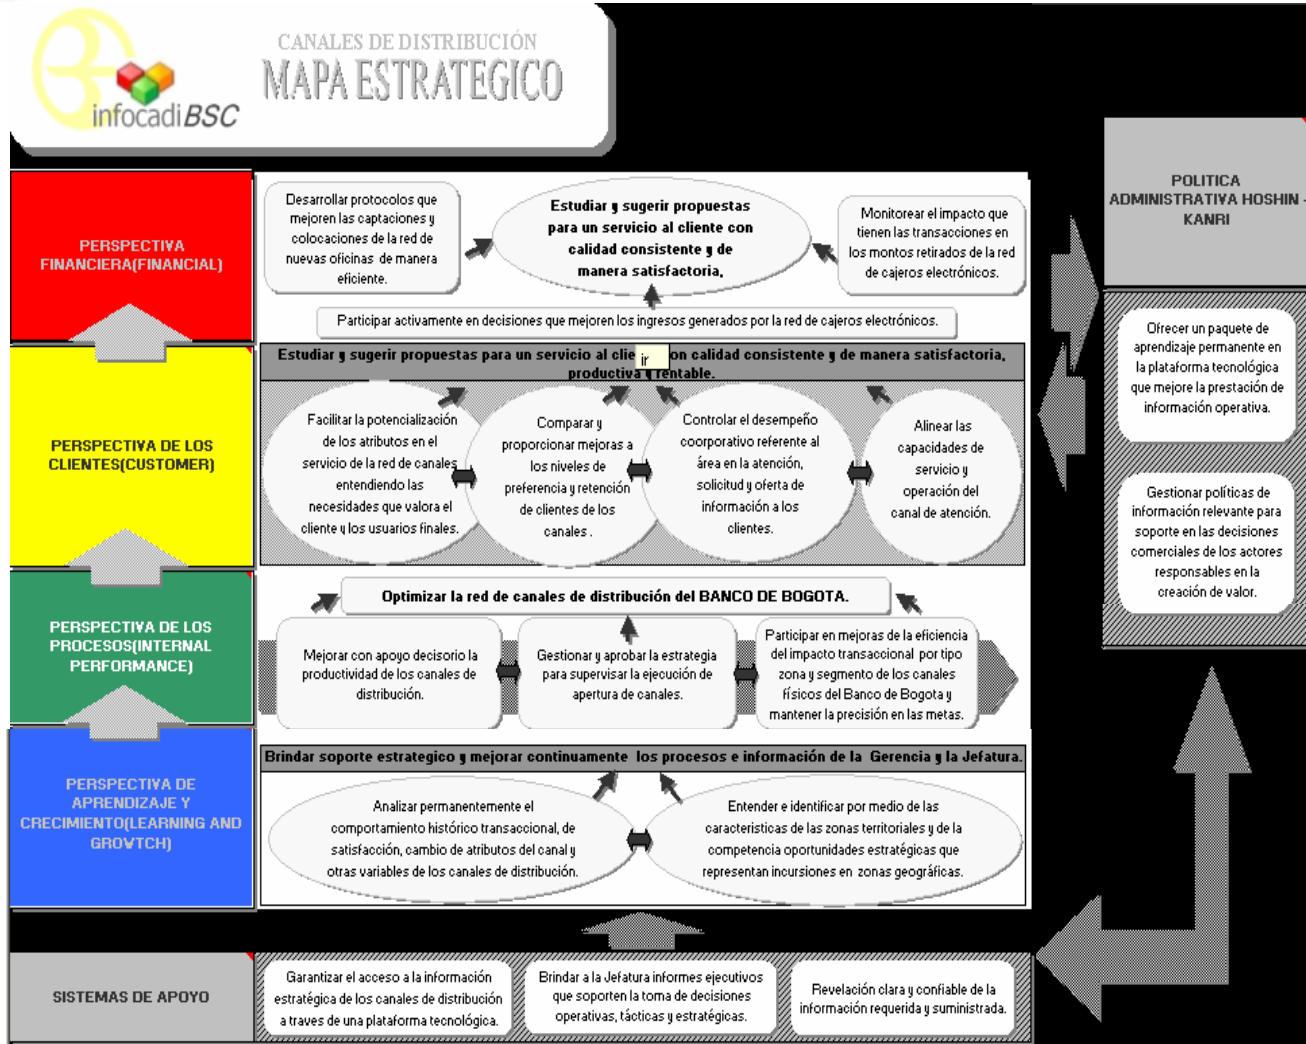 CANALES DE DISTRIBUCIÓN
MAPA ESTRATEGICO
infocadiBSC
POLITICA
ADMINISTRATIVA HOSHIN -
KANRI
PERSPECTIVA
FINANCIERA(FINANCIAL)
Desarrollar protocolos que
mejoren las captaciones y
colocaciones de la red de
nuevas oficinas de manera
eficiente.
Estudiar y sugerir propuestas
para un servicio al cliente con
calidad consistente y de
manera satisfactoria,
Monitorear el impacto que
tienen las transacciones en
los montos retirados de la red
de cajeros electrónicos.
Participar activamente en decisiones que mejoren los ingresos generados por la red de cajeros electrónicos.
Ofrecer un paquete de
aprendizaje permanente en
la plataforma tecnológica
que mejore la prestación de
información operativa.
Gestionar políticas de
información relevante para
soporte en las decisiones
comerciales de los actores
responsables en la
creación de valor.
PERSPECTIVA DE LOS
CLIENTES(CUSTOMER)
Estudiar y sugerir propuestas para un servicio al clie ir on calidad consistente y de manera satisfactoria,
productiva y rentable.
Facilitar la potencialización
de los atributos en el
servicio de la red de canales
entendiendo las
necesidades que valora el
cliente y los usuarios finales.
Comparar y
proporcionar mejoras a
los niveles de
preferencia y retención
de clientes de los
canales .
Controlar el desempeño
coorporativo referente al
área en la atención,
solicitud y oferta de
información a los
clientes.
Alinear las
capacidades de
servicio y
operación del
canal de atención.
PERSPECTIVA DE LOS
PROCESOS(INTERNAL
PERFORMANCE)
Optimizar la red de canales de distribución del BANCO DE BOGOTA.
Mejorar con apoyo decisorio la
productividad de los canales de
distribución.
Gestionar y aprobar la estrategia
para supervisar la ejecución de
apertura de canales.
Participar en mejoras de la eficiencia
del impacto transaccional por tipo
zona y segmento de los canales
físicos del Banco de Bogota y
mantener la precisión en las metas.
PERSPECTIVA DE
APRENDIZAJE Y
CRECIMIENTO(LEARNING AND
GROWTCH)
Brindar soporte estrategico y mejorar continuamente los procesos e información de la Gerencia y la Jefatura.
Analizar permanentemente el
comportamiento histórico transaccional, de
satisfacción, cambio de atributos del canal y
otras variables de los canales de distribución.
Entender e identificar por medio de las
caracteristicas de las zonas territoriales y de la
competencia oportunidades estratégicas que
representan incursiones en zonas geográficas.
SISTEMAS DE APOYO
Garantizar el acceso a la información
estratégica de los canales de distribución
a traves de una plataforma tecnológica.
Brindar a la Jefatura informes ejecutivos
que soporten la toma de decisiones
operativas, tácticas y estratégicas.
Revelación clara y confiable de la
información requerida y suministrada.